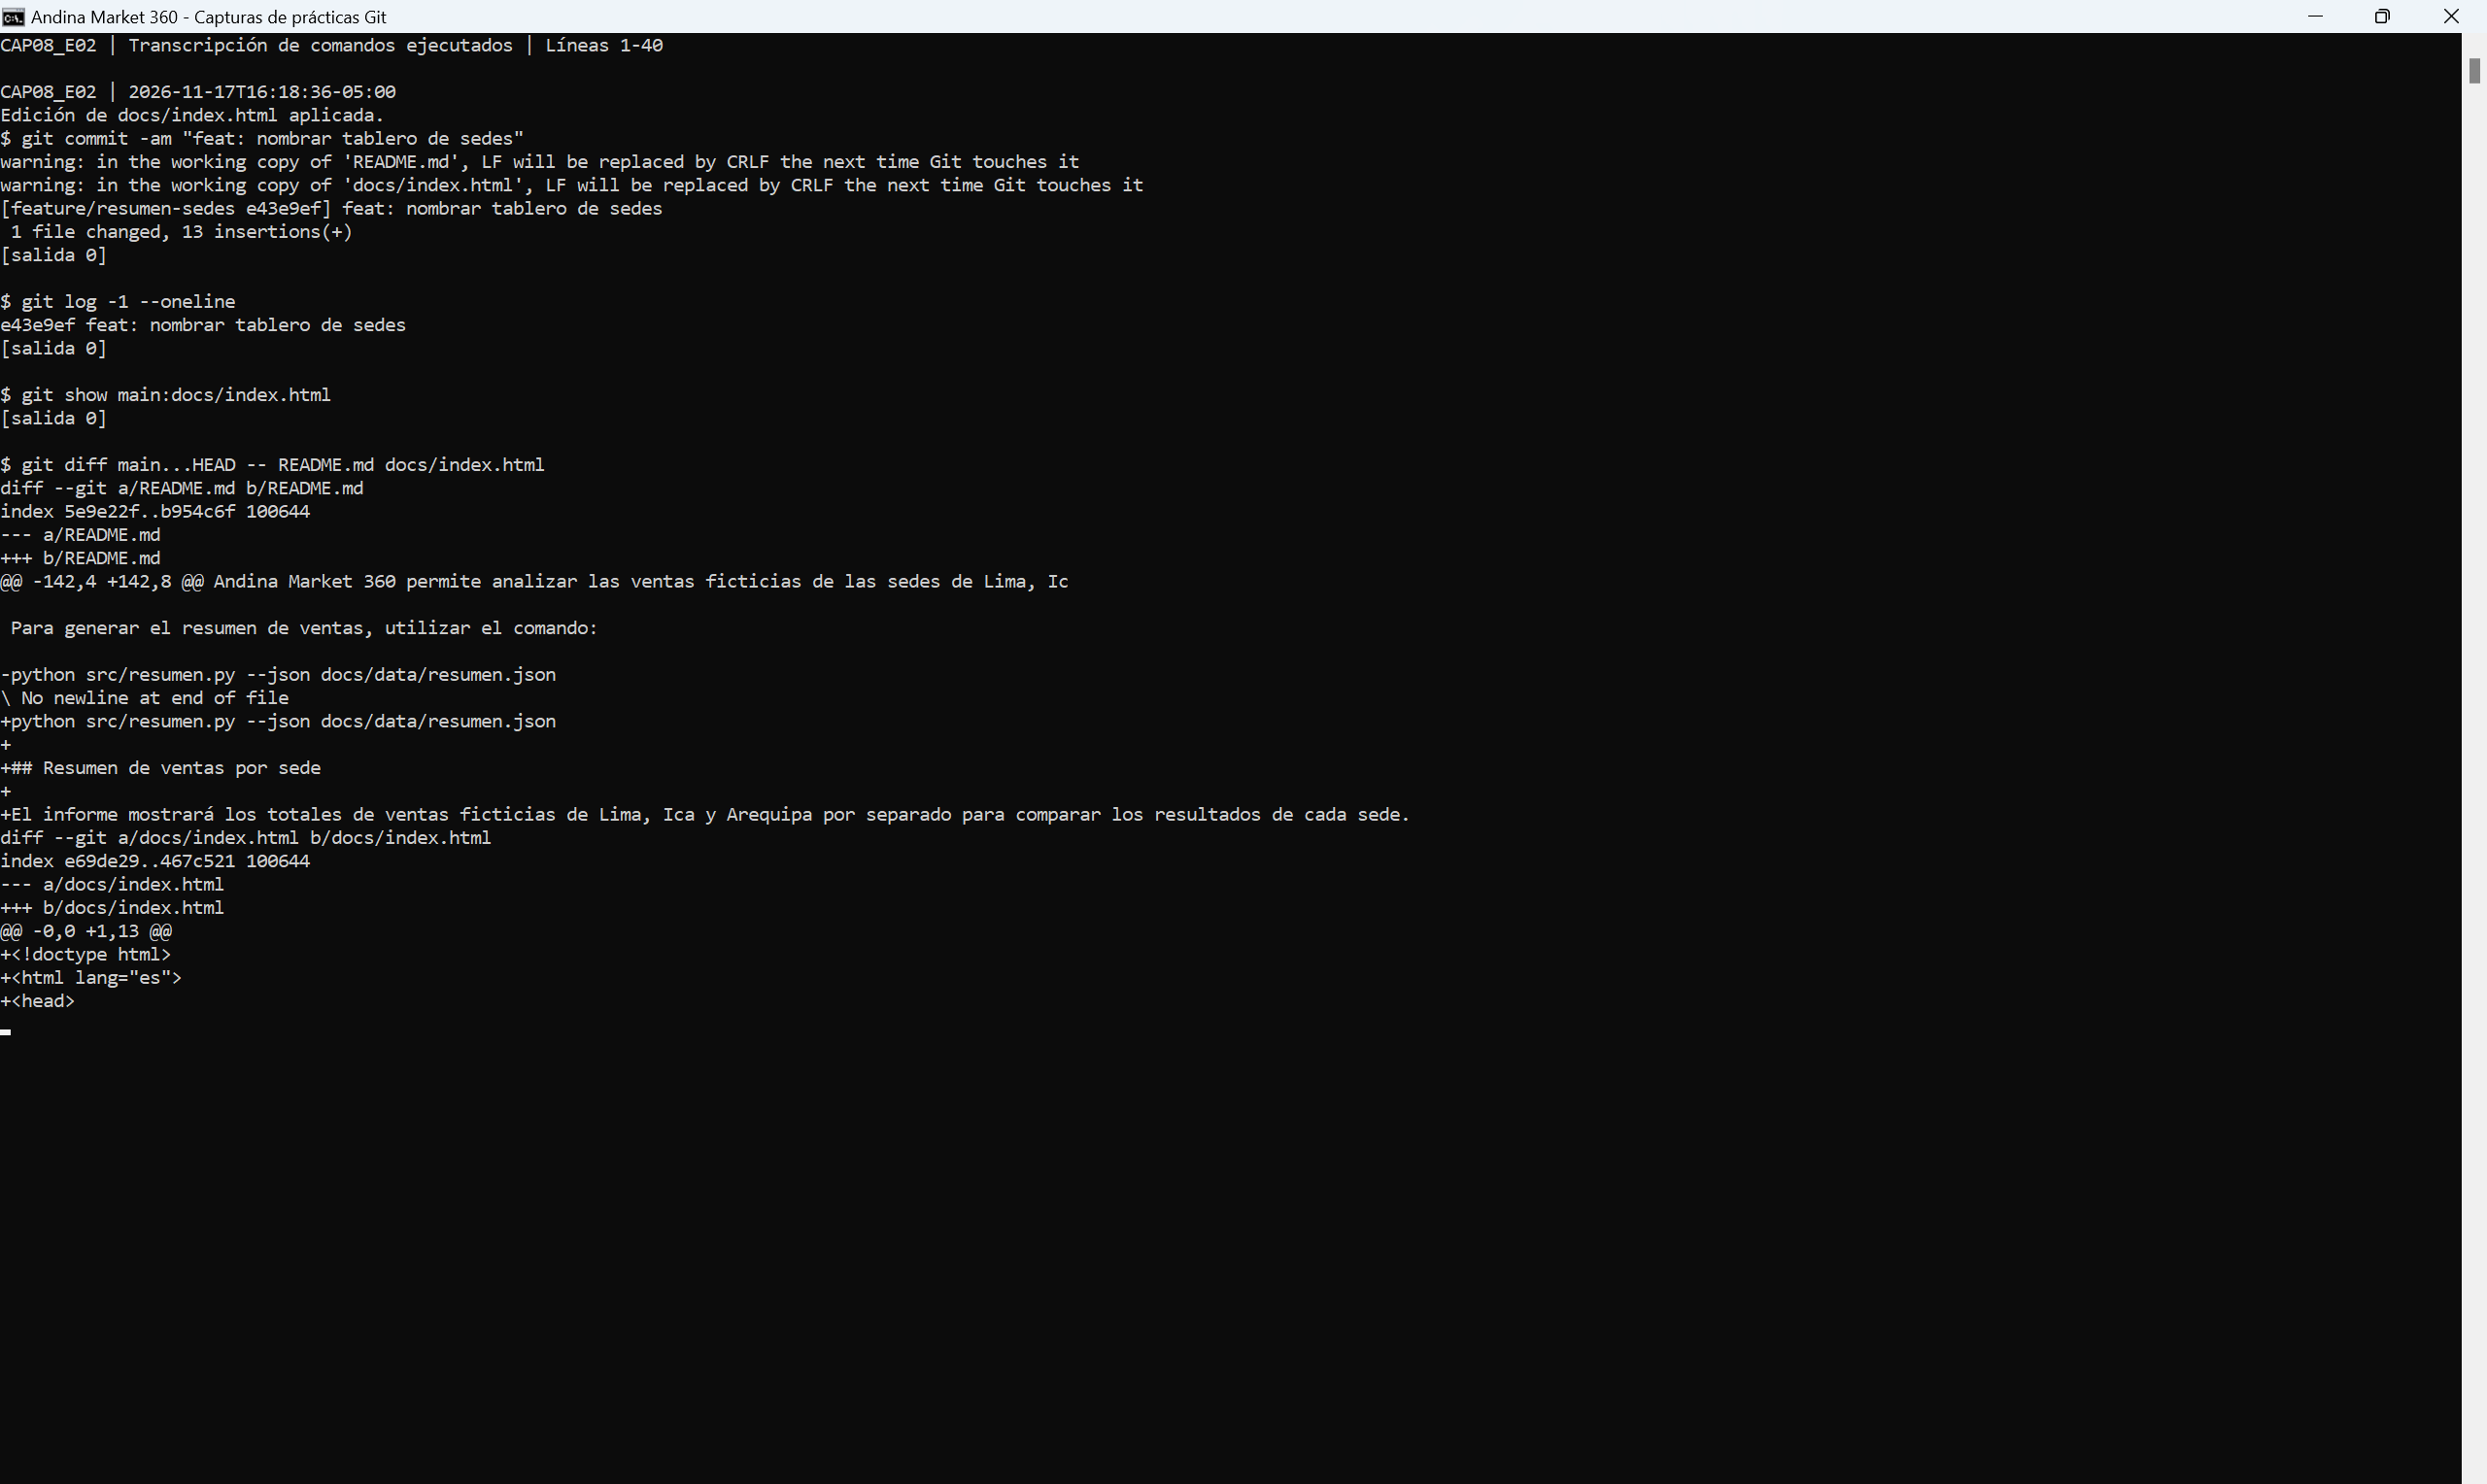 Andina Market 360 - Capturas de prácticas Git
CAP08_E02 | Transcripción de comandos ejecutados | Líneas 1-40
CAP08_E02 | 2026-11-17T16:18:36-05:00
Edición de docs/index.html aplicada.
$ git commit -am "feat: nombrar tablero de sedes"
warning: in the working copy of 'README.md', LF will be replaced by CRLF the next time Git touches it
warning: in the working copy of 'docs/index.html', LF will be replaced by CRLF the next time Git touches it
[feature/resumen-sedes e43e9ef] feat: nombrar tablero de sedes
 1 file changed, 13 insertions(+)
[salida 0]
$ git log -1 --oneline
e43e9ef feat: nombrar tablero de sedes
[salida 0]
$ git show main:docs/index.html
[salida 0]
$ git diff main...HEAD -- README.md docs/index.html
diff --git a/README.md b/README.md
index 5e9e22f..b954c6f 100644
--- a/README.md
+++ b/README.md
@@ -142,4 +142,8 @@ Andina Market 360 permite analizar las ventas ficticias de las sedes de Lima, Ic
 Para generar el resumen de ventas, utilizar el comando:
-python src/resumen.py --json docs/data/resumen.json
\ No newline at end of file
+python src/resumen.py --json docs/data/resumen.json
+
+## Resumen de ventas por sede
+
+El informe mostrará los totales de ventas ficticias de Lima, Ica y Arequipa por separado para comparar los resultados de cada sede.
diff --git a/docs/index.html b/docs/index.html
index e69de29..467c521 100644
--- a/docs/index.html
+++ b/docs/index.html
@@ -0,0 +1,13 @@
+<!doctype html>
+<html lang="es">
+<head>